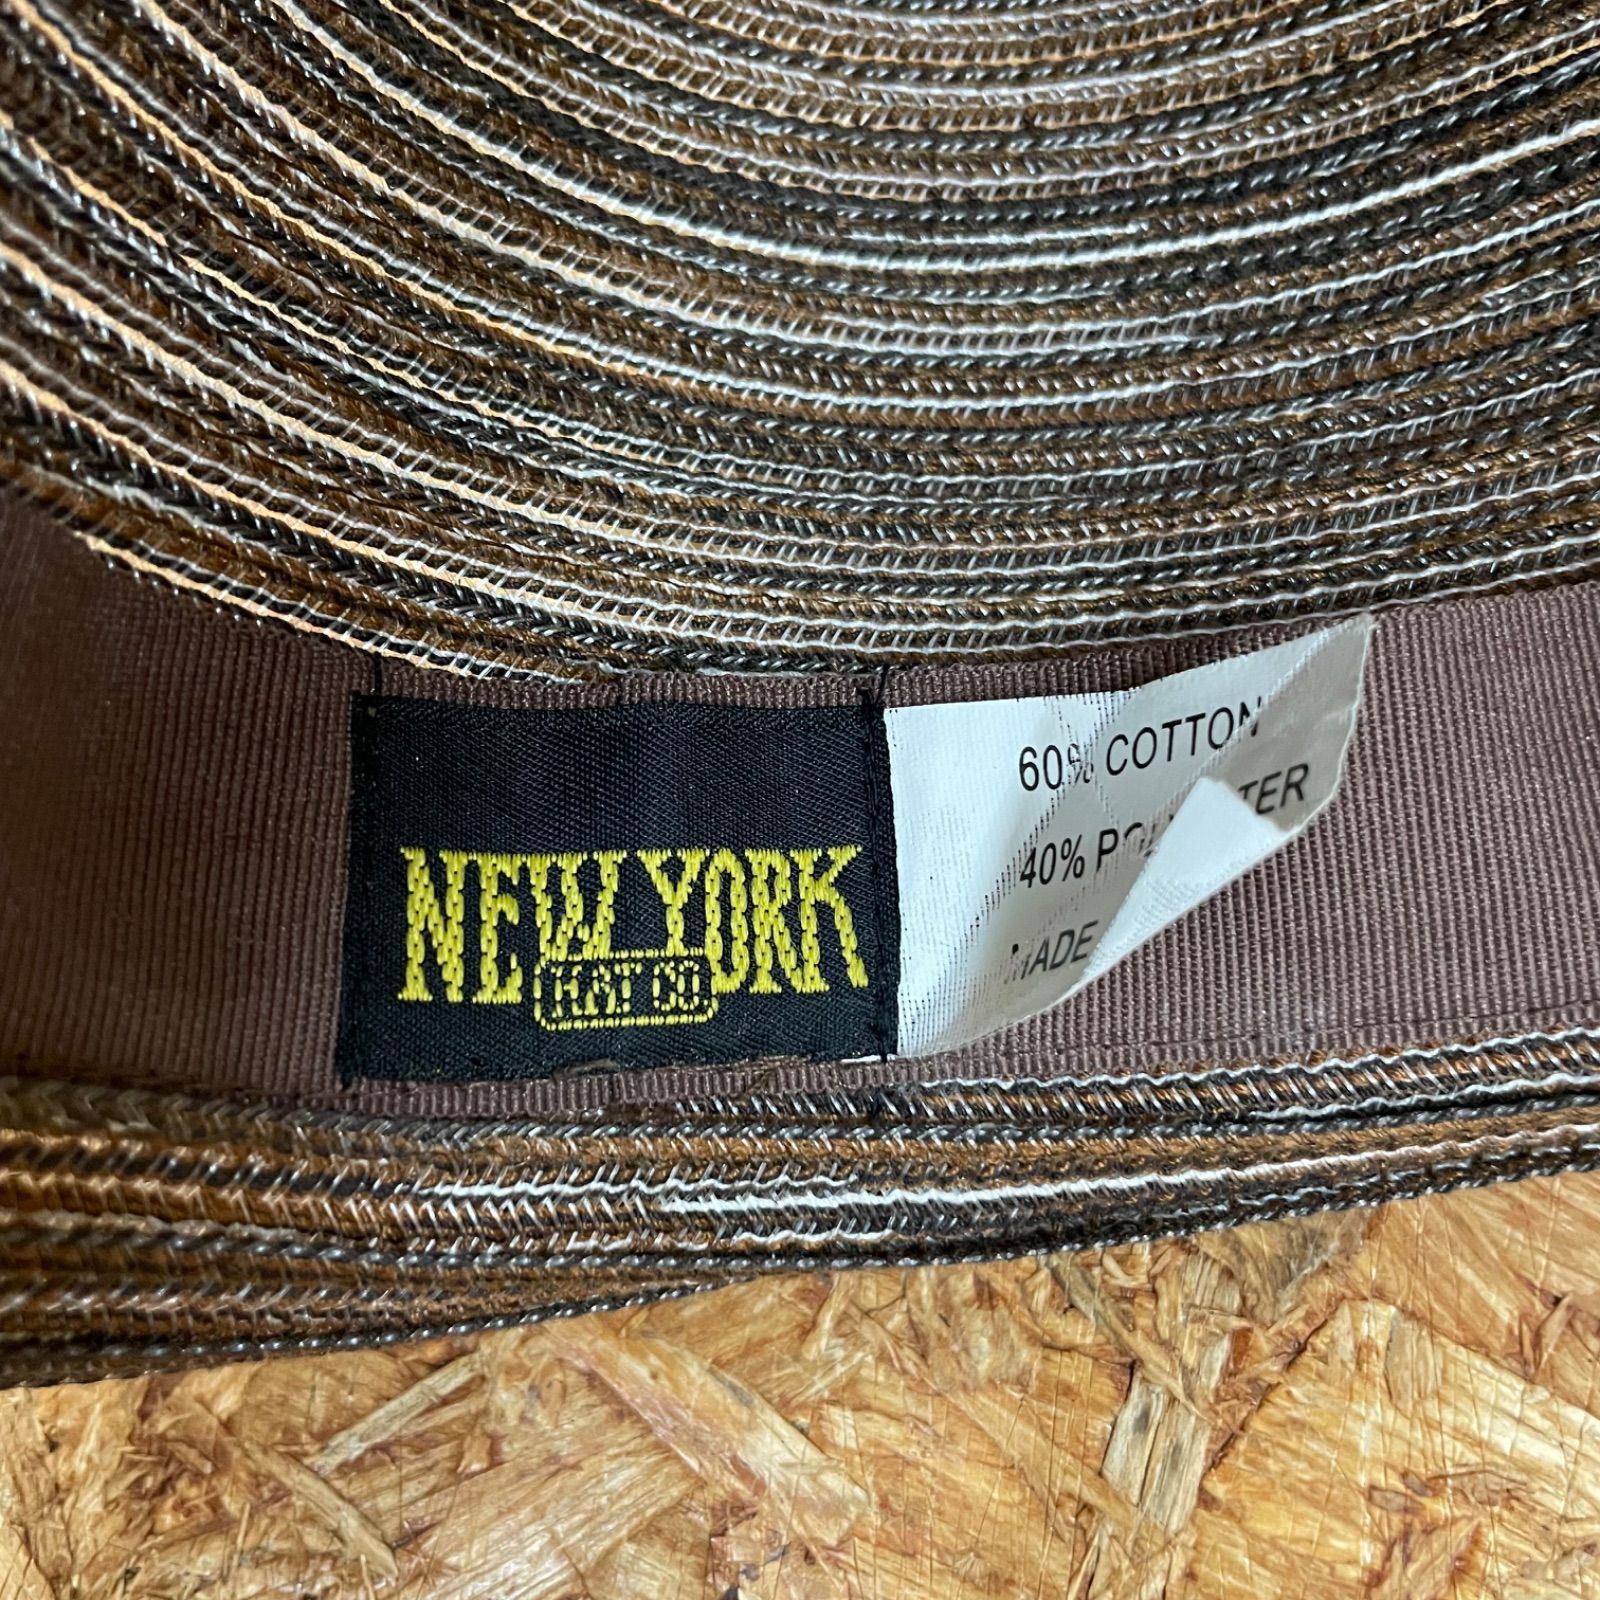 NEW YORK
HAT CO.
60% COTTON
40%
MADE